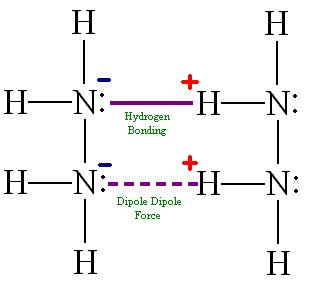 H H
H N: H N:
Hydrogen
Bonding
H N: H N:
Dipole Dipole
Force
H H